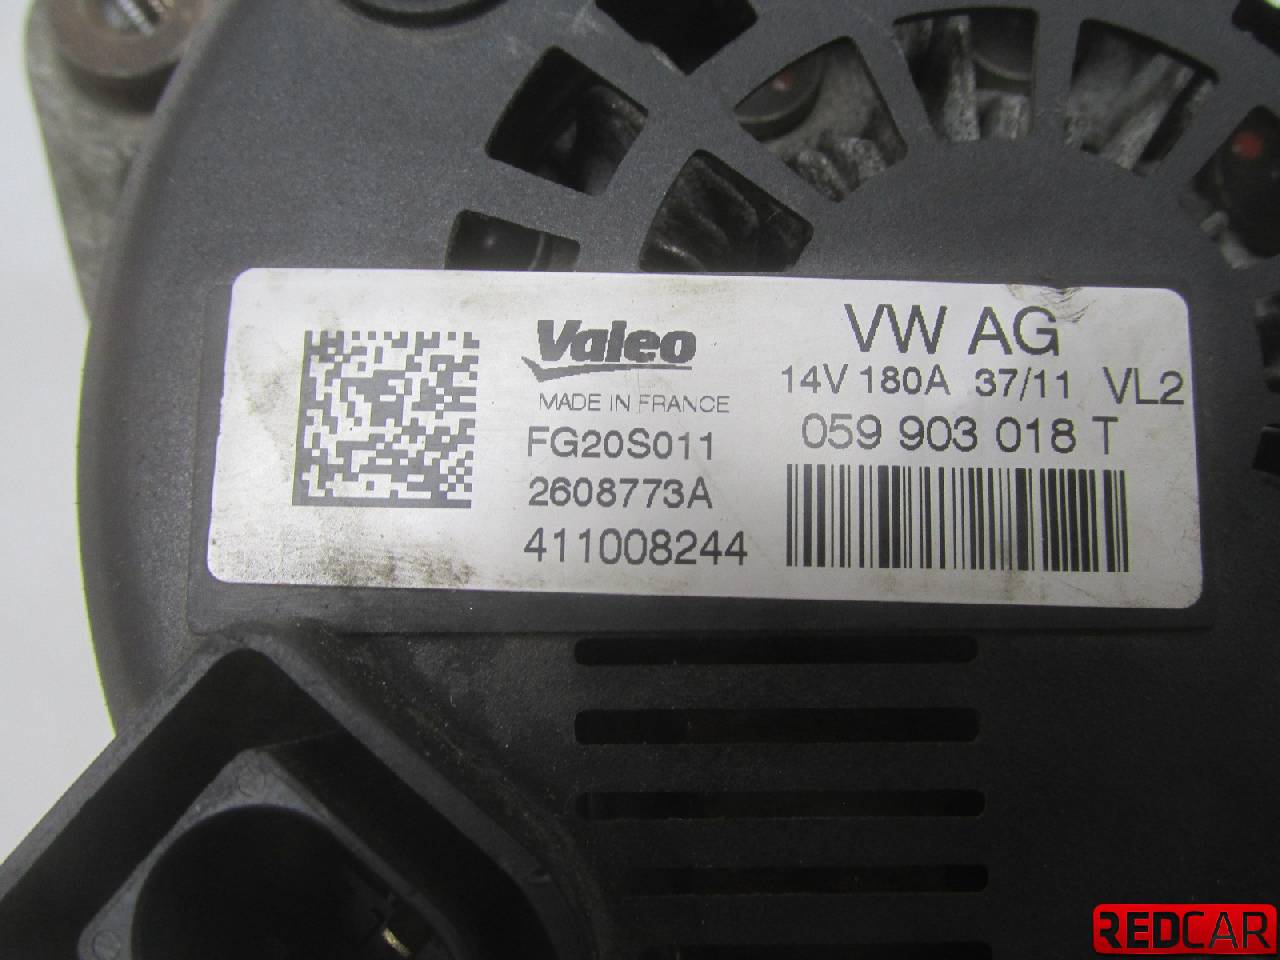 Valeo
MADE IN FRANCE
FG20S011
2608773A
411008244
VW AG
14V 180A 37/11 VL2
059 903 018 T
REDCAR